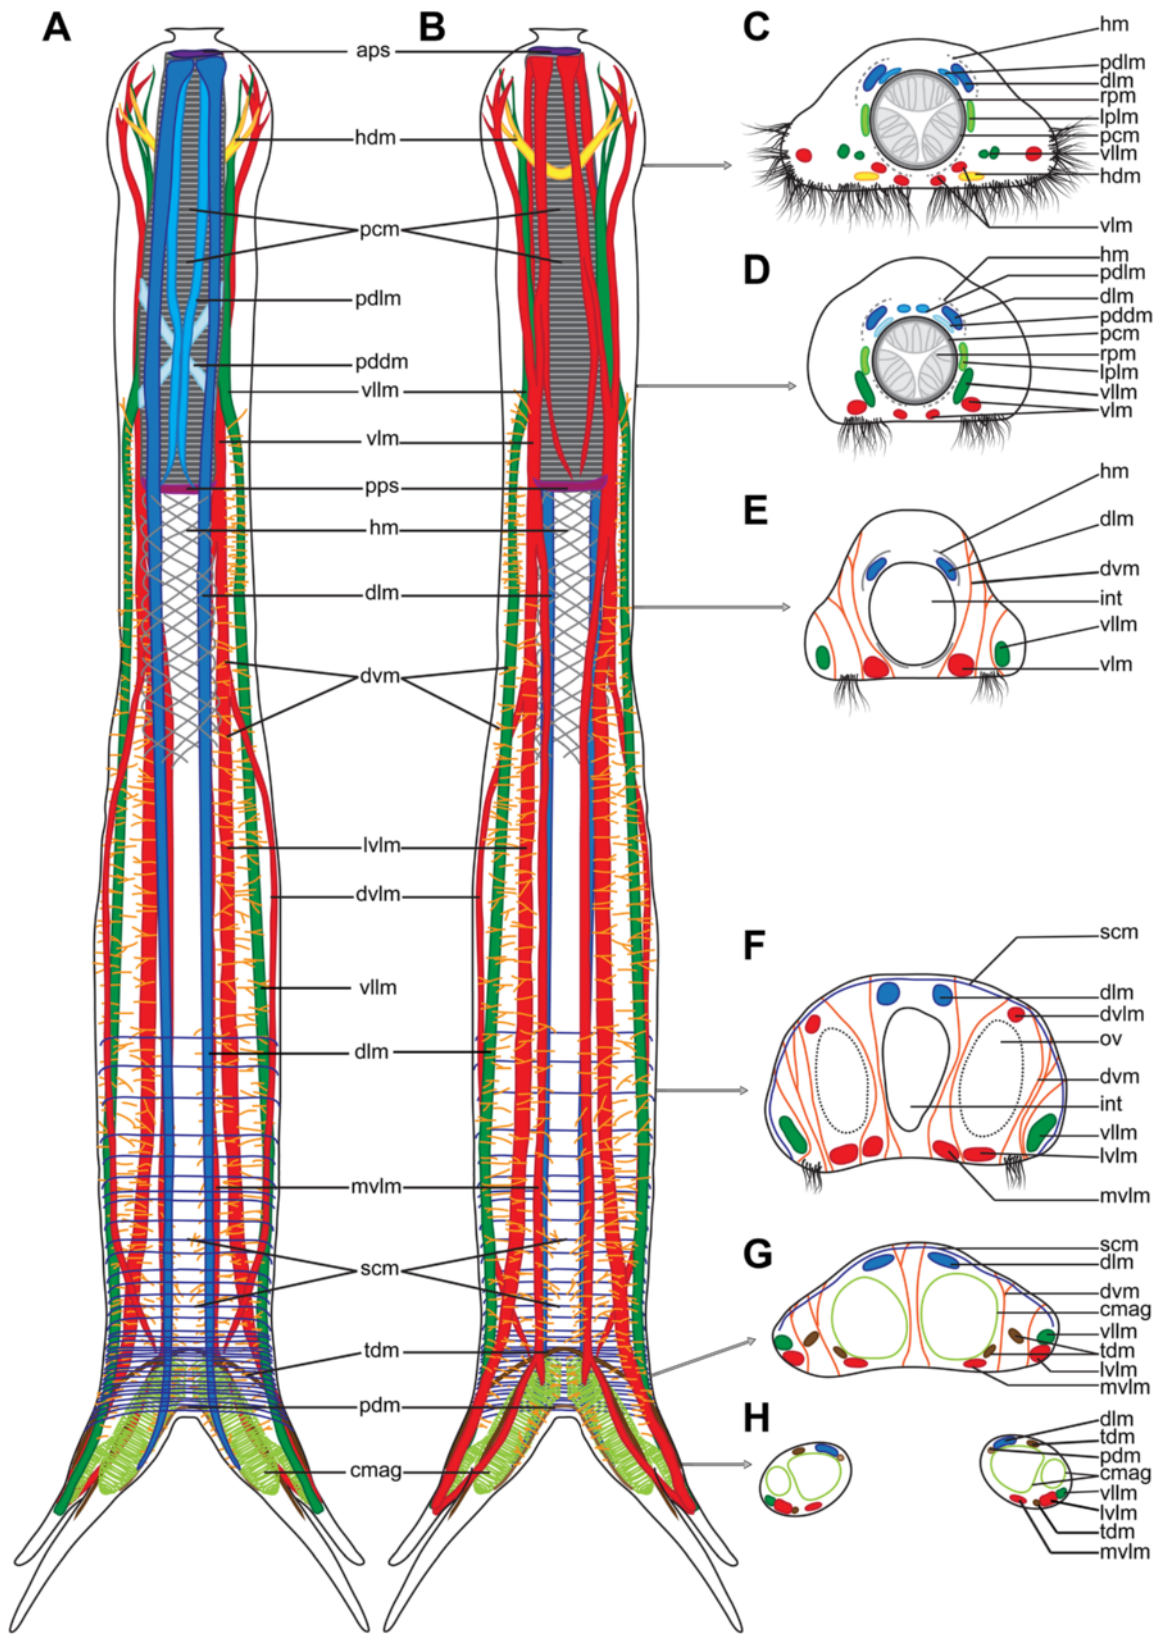 A
B
aps
hdm
pcm
pdlm
pddm
vllm
vlm
pps
hm
dlm
dvm
lvlm
dvlm
vllm
dlm
mvlm
scm
tdm
pdm
cmag
C
hm
pdlm
dlm
rpm
lplm
pcm
vllm
hdm
vlm
D
hm
pdlm
dlm
pddm
pcm
rpm
lplm
vllm
vlm
E
hm
dlm
dvm
int
vllm
vlm
F
scm
dlm
dvlm
ov
dvm
int
vllm
lvlm
mvlm
G
scm
dlm
dvm
cmag
vllm
tdm
lvlm
mvlm
H
dlm
tdm
pdm
cmag
vllm
lvlm
tdm
mvlm